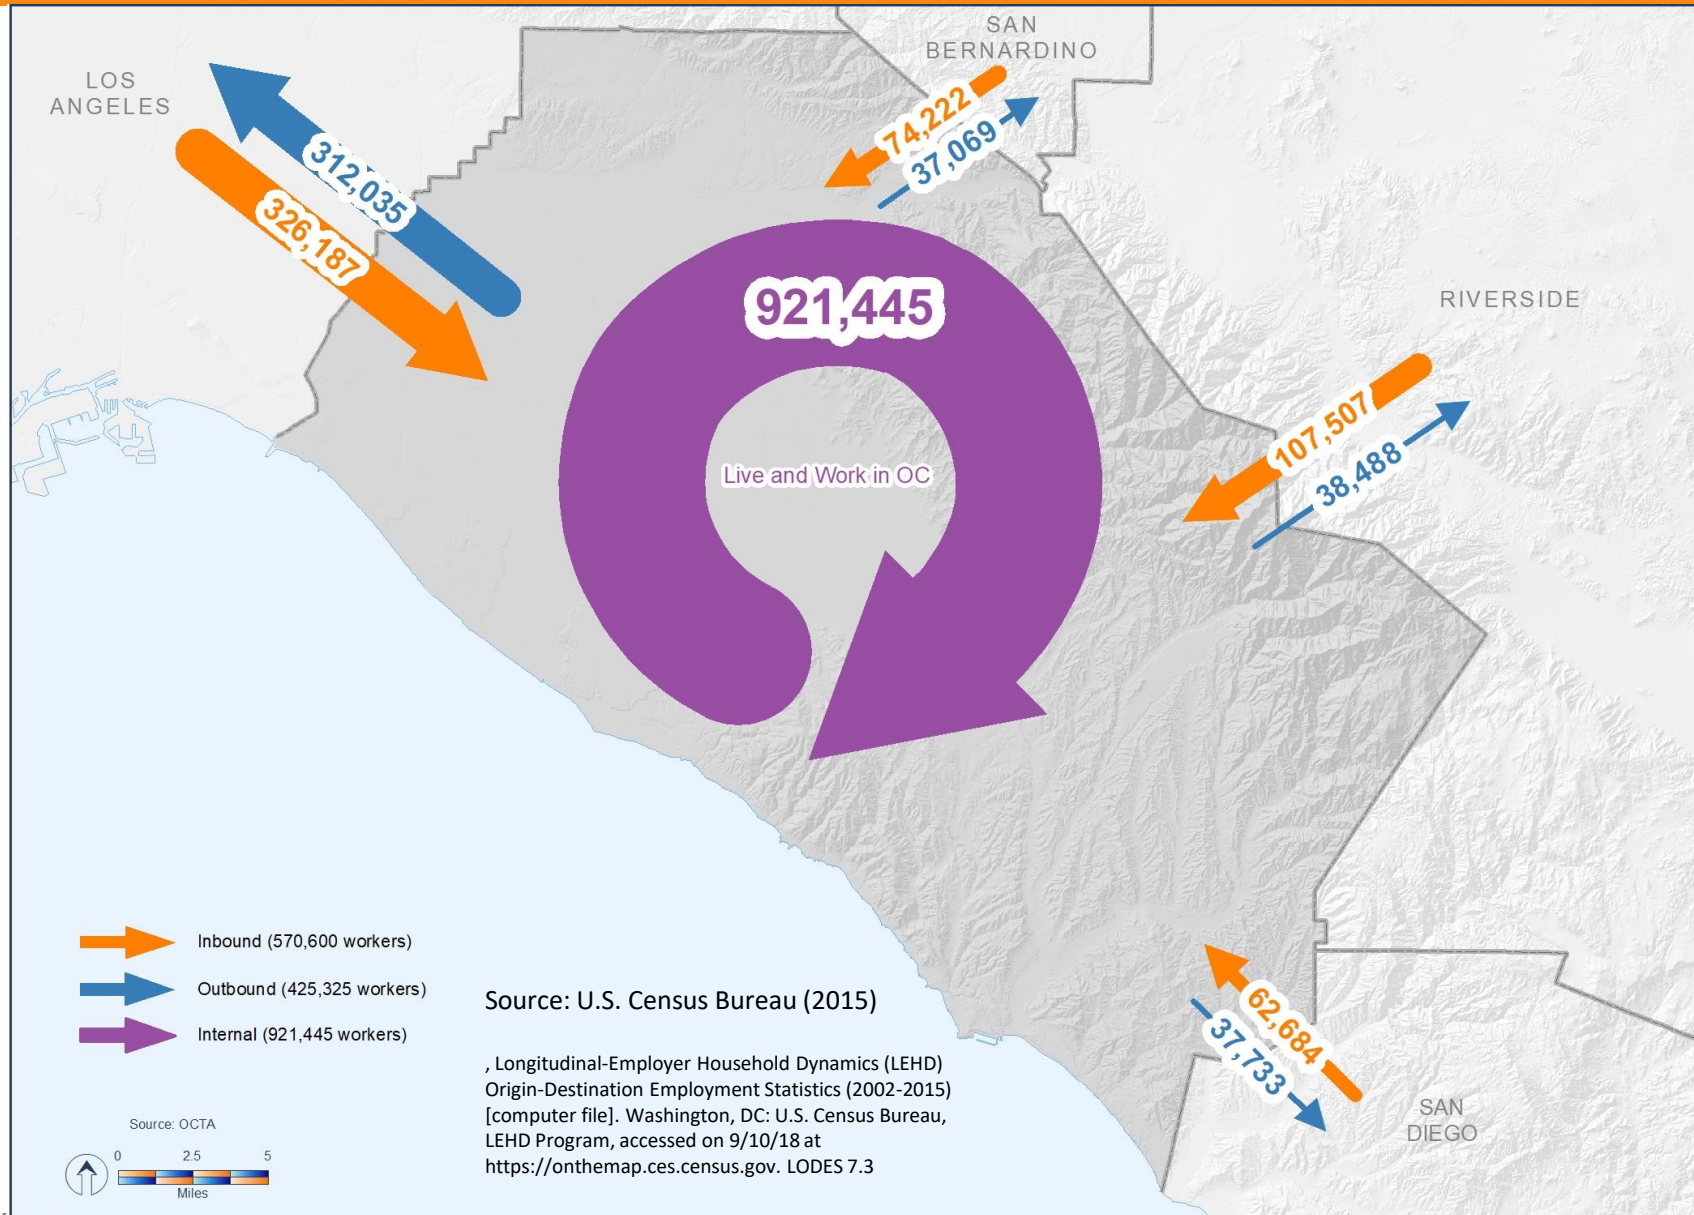 SAN
BERNARDINO
LOS
ANGELES
74,222
37,069
312,035
326,187
921,445
RIVERSIDE
107,507
38,488
Live and Work in OC
Inbound (570,600 workers)
Outbound (425,325 workers)
Internal (921,445 workers)
Source: U.S. Census Bureau (2015)
, Longitudinal-Employer Household Dynamics (LEHD)
Origin-Destination Employment Statistics (2002-2015)
[computer file]. Washington, DC: U.S. Census Bureau,
LEHD Program, accessed on 9/10/18 at
https://onthemap.ces.census.gov. LODES 7.3
62,684
37,733
SAN
DIEGO
Source: OCTA
0 2.5 5
Miles